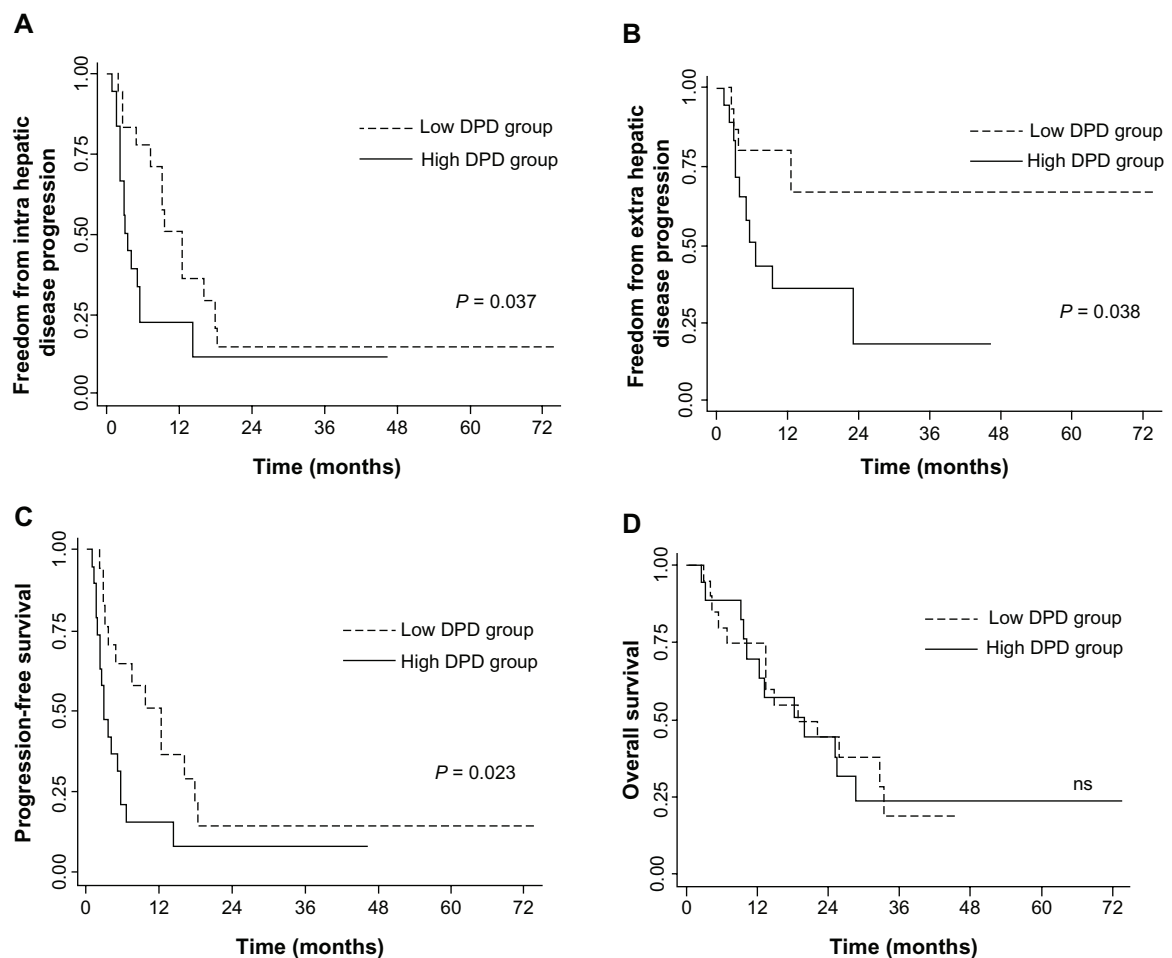 A
Freedom from intra hepatic
disease progression
1.00
0.75
0.50
0.25
0.00
Low DPD group
High DPD group
P = 0.037
0 12 24 36 48 60 72
Time (months)
B
Freedom from extra hepatic
disease progression
1.00
0.75
0.50
0.25
0.00
Low DPD group
High DPD group
P = 0.038
0 12 24 36 48 60 72
Time (months)
C
Progression-free survival
1.00
0.75
0.50
0.25
0.00
Low DPD group
High DPD group
P = 0.023
0 12 24 36 48 60 72
Time (months)
D
Overall survival
1.00
0.75
0.50
0.25
0.00
Low DPD group
High DPD group
ns
0 12 24 36 48 60 72
Time (months)